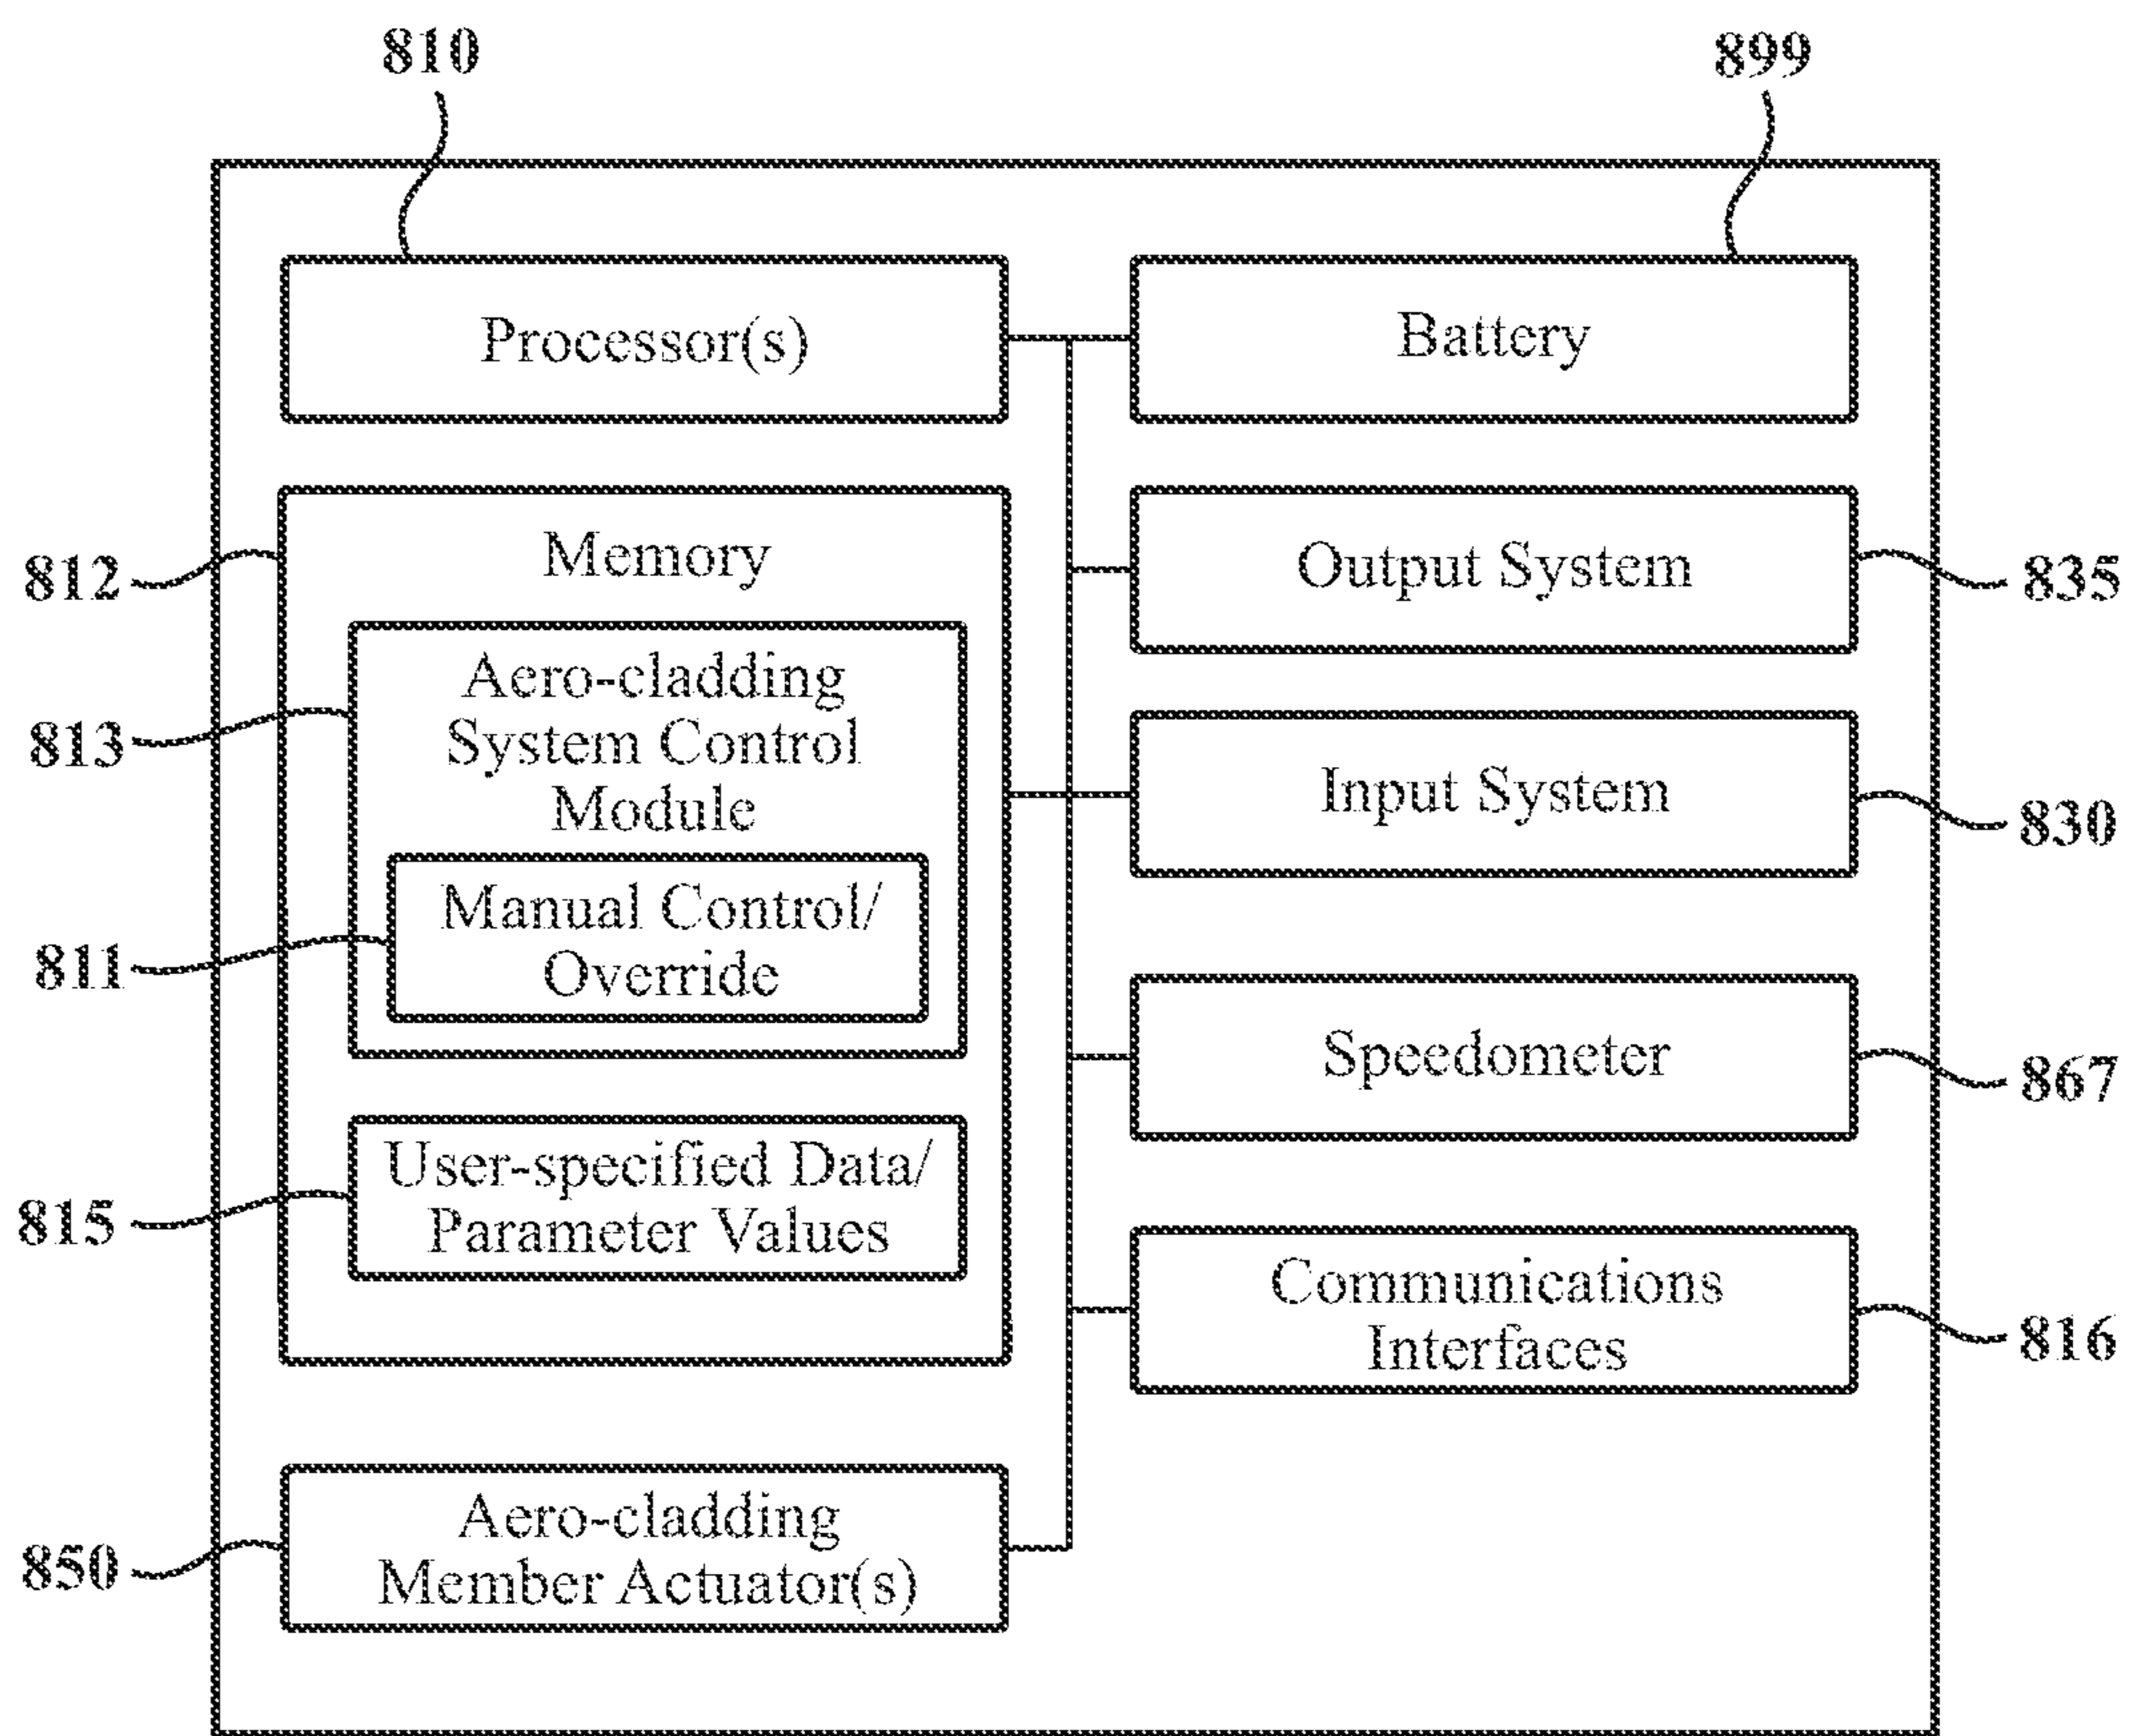 810
899
Processor(s)
Battery
812
Memory
Output System
835
813
Aero-cladding
System Control
Module
Input System
830
811
Manual Control/
Override
Speedometer
867
815
User-specified Data/
Parameter Values
Communications
Interfaces
816
850
Aero-cladding
Member Actuator(s)